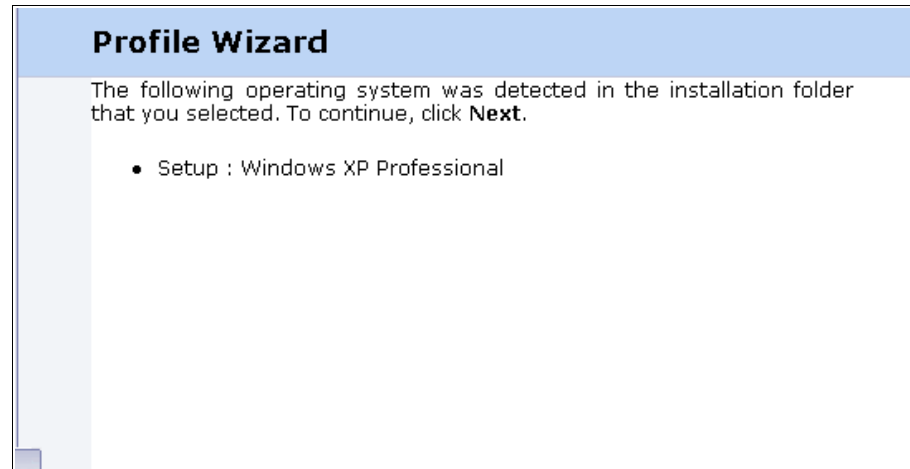 Profile Wizard
The following operating system was detected in the installation folder
that you selected. To continue, click Next.
• Setup : Windows XP Professional